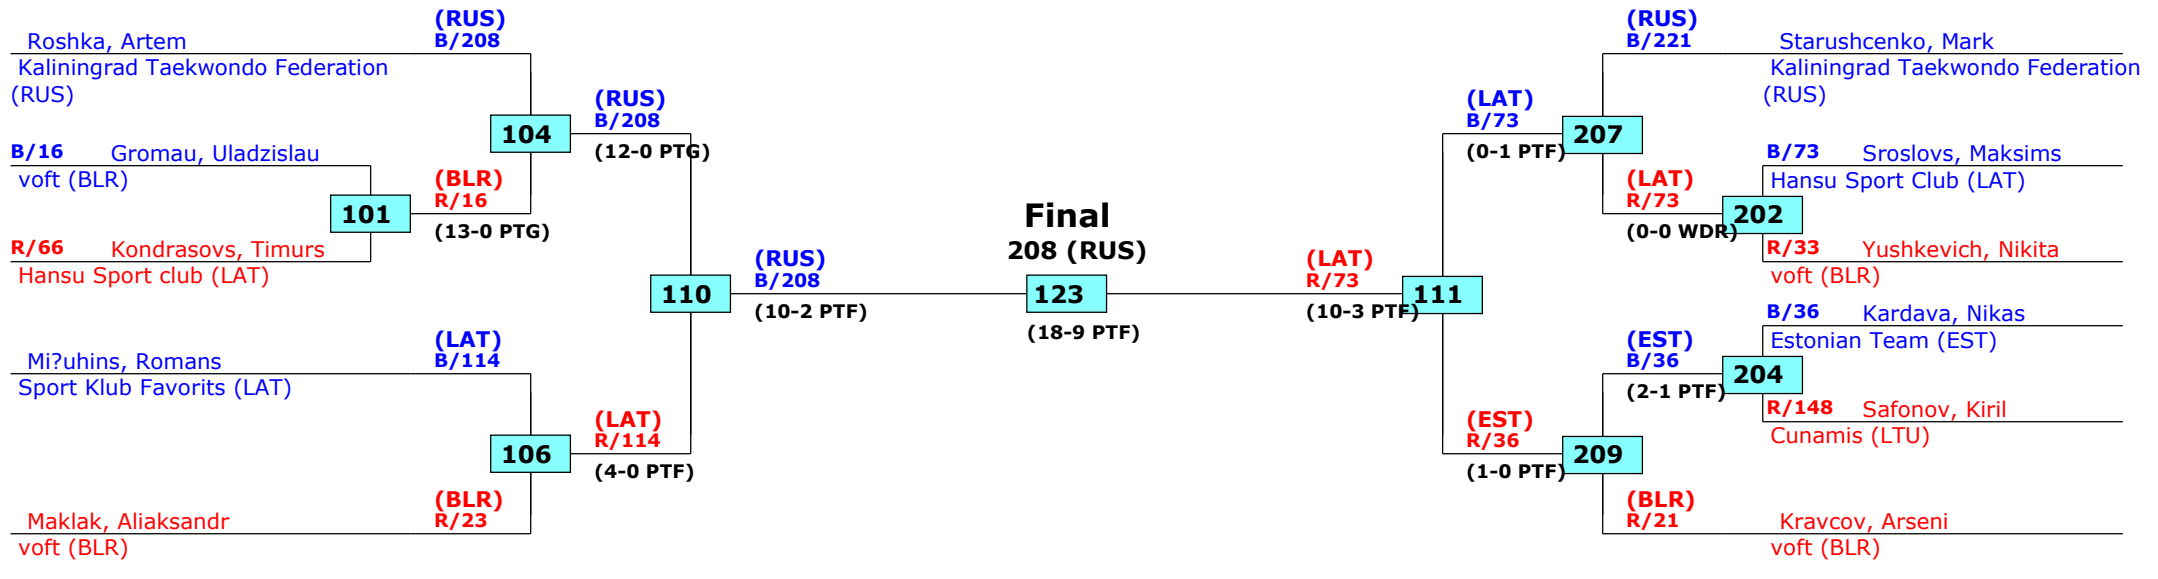 (RUS)
Roshka, Artem B/208
Kaliningrad Taekwondo Federation
(RUS)
(RUS)
104 B/208
(12-0 PTG)
B/16 Gromau, Uladzislau
voft (BLR)
(BLR)
101 R/16
(13-0 PTG)
R/66 Kondrasovs, Timurs
Hansu Sport club (LAT)
(RUS)
110 B/208
(10-2 PTF)
(LAT)
Mi?uhins, Romans B/114
Sport Klub Favorits (LAT)
(LAT)
106 R/114
(4-0 PTF)
(BLR)
Maklak, Aliaksandr R/23
voft (BLR)
Final
208 (RUS)
123
(18-9 PTF)
(RUS)
B/221 Starushcenko, Mark
Kaliningrad Taekwondo Federation
(RUS)
(LAT)
B/73 207
(0-1 PTF)
B/73 Sroslovs, Maksims
Hansu Sport Club (LAT)
(LAT)
R/73 202
(0-0 WDR)
R/33 Yushkevich, Nikita
voft (BLR)
(LAT)
R/73 111
(10-3 PTF)
B/36 Kardava, Nikas
Estonian Team (EST)
(EST)
B/36 204
(2-1 PTF)
R/148 Safonov, Kiril
Cunamis (LTU)
(EST)
R/36 209
(1-0 PTF)
(BLR)
R/21 Kravcov, Arseni
voft (BLR)